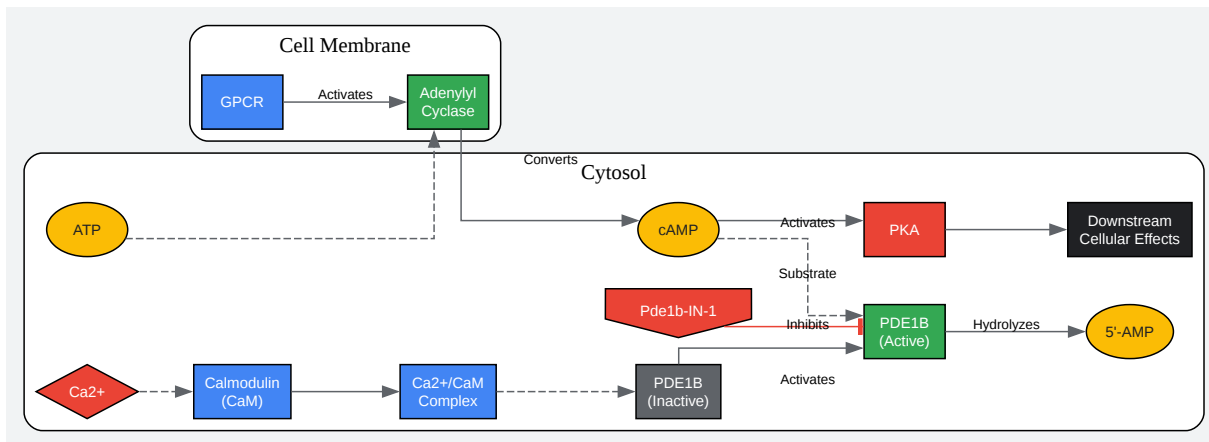 Cell Membrane
GPCR
Activates
Adenylyl
Cyclase
Converts
Cytosol
ATP
cAMP
Activates
PKA
Downstream
Cellular Effects
Substrate
Pde1b-IN-1
Inhibits
PDE1B
(Active)
Hydrolyzes
5'-AMP
Ca2+
Calmodulin
(CaM)
Ca2+/CaM
Complex
PDE1B
(Inactive)
Activates